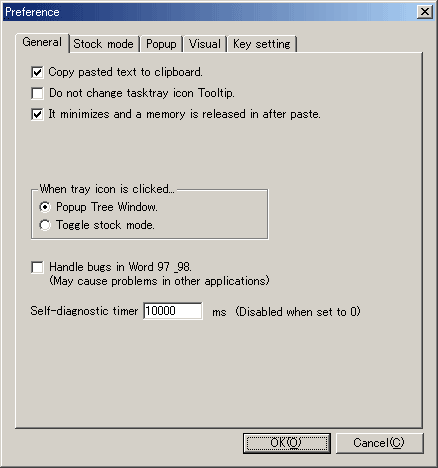 Preference
General Stock mode Popup Visual Key setting
Copy pasted text to clipboard.
Do not change tasktray icon Tooltip.
It minimizes and a memory is released in after paste.
When tray icon is clicked...
Popup Tree Window.
Toggle stock mode.
Handle bugs in Word 97 _98.
(May cause problems in other applications)
Self-diagnostic timer 10000 ms (Disabled when set to 0)
OK(O) Cancel(C)